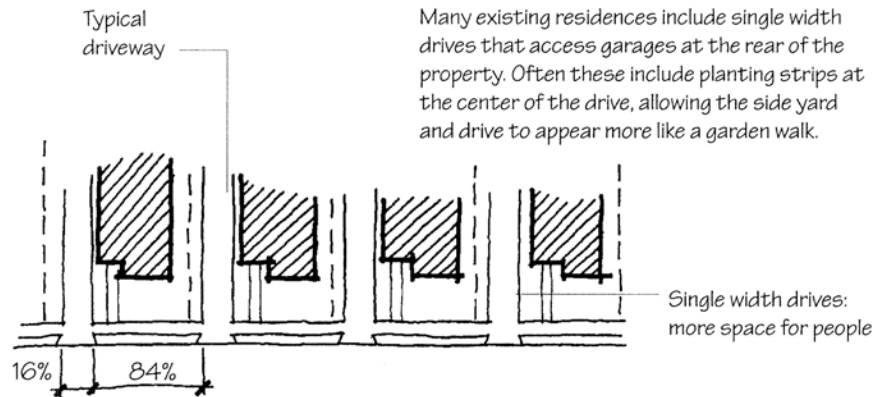 Typical
driveway
Many existing residences include single width
drives that access garages at the rear of the
property. Often these include planting strips at
the center of the drive, allowing the side yard
and drive to appear more like a garden walk.
Single width drives:
more space for people
16%
84%